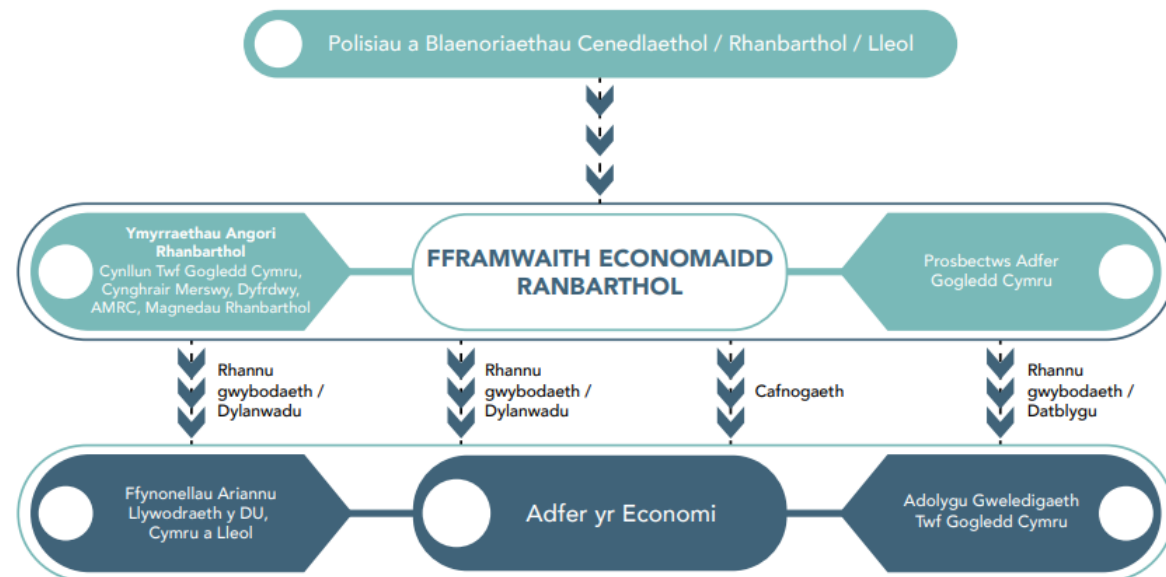 Polisiau a Blaenoriaethau Cenedlaethol / Rhanbarthol / Lleol
Ymyrraethau Angori
Rhanbarthol
Cynllun Twf Gogledd Cymru,
Cynghrair Merswy, Dyfrdwy,
AMRC, Magnedau Rhanbarthol
FFRAMWAITH ECONOMAIDD
RANBARTHOL
Prosbectws Adfer
Gogledd Cymru
Rhannu
gwybodaeth /
Dylanwadu
Rhannu
gwybodaeth /
Dylanwadu
Cafnogaeth
Rhannu
gwybodaeth /
Datblygu
Ffynonellau Ariannu
Llywodraeth y DU,
Cymru a Lleol
Adfer yr Economi
Adolygu Gweledigaeth
Twf Gogledd Cymru